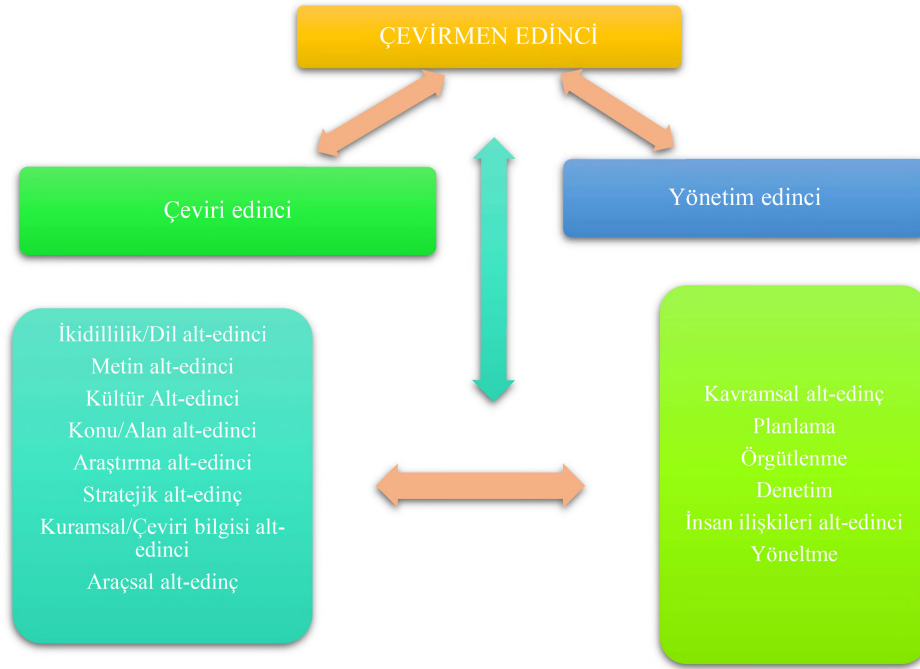 ÇEVİRMEN EDİNCİ
Çeviri edinci
Yönetim edinci
İkidillilik/Dil alt-edinci
Metin alt-edinci
Kültür Alt-edinci
Konu/Alan alt-edinci
Araştırma alt-edinci
Stratejik alt-edinç
Kuramsal/Çeviri bilgisi alt-
edinci
Araçsal alt-edinç
Kavramsal alt-edinç
Planlama
Örgütlenme
Denetim
İnsan ilişkileri alt-edinci
Yöneltme